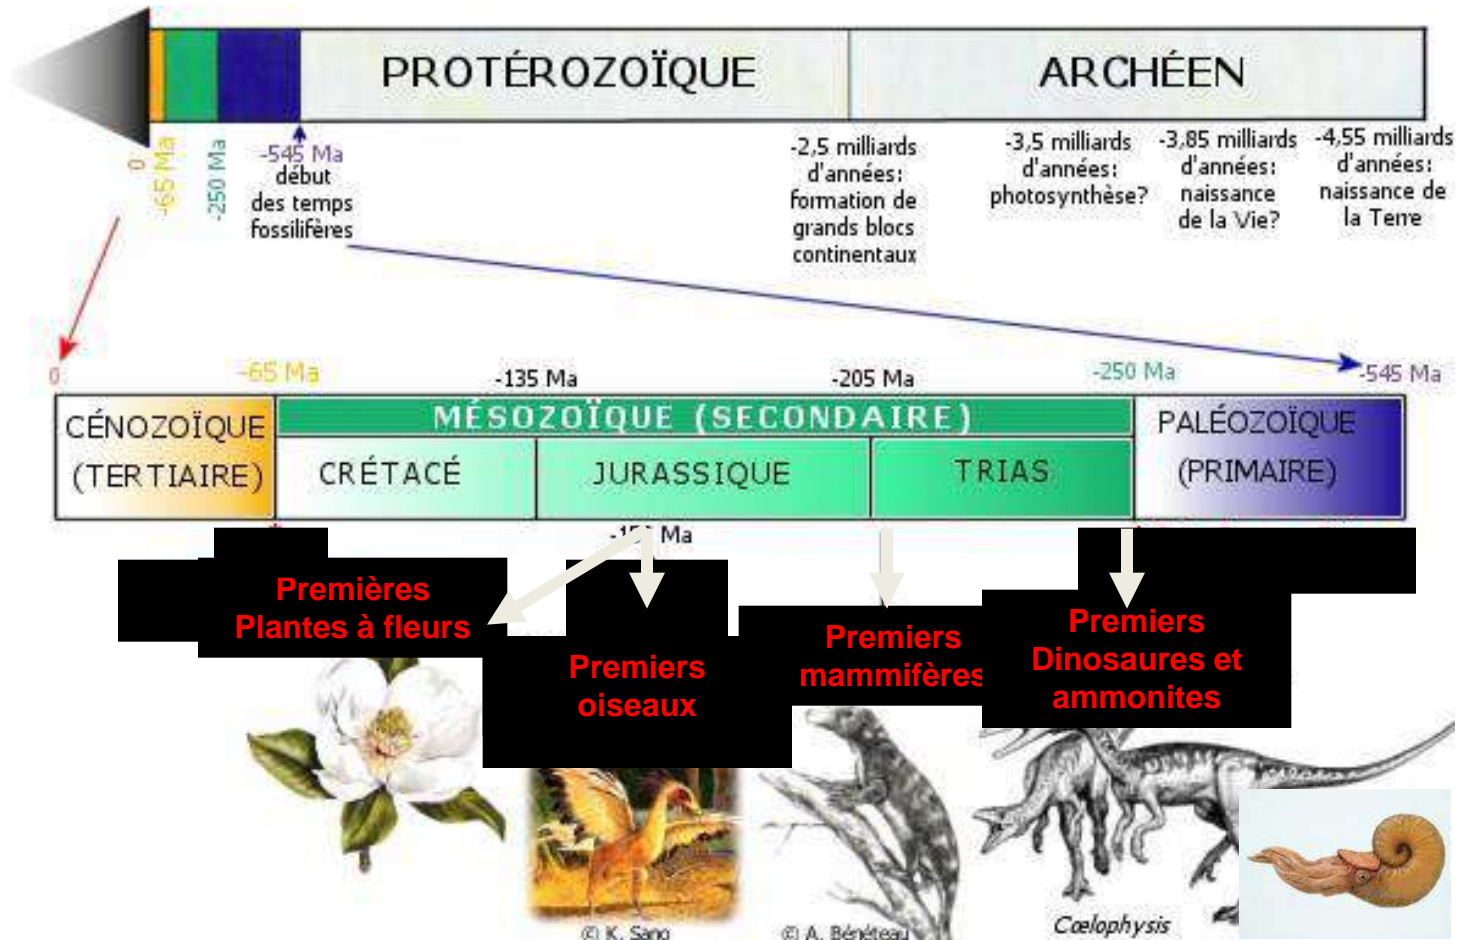 PROTÉROZOÏQUE
ARCHÉEN
0
-65 Ma
-250 Ma
-545 Ma
début
des temps
fossilifères
-2,5 milliards
d'années:
formation de
grands blocs
continentaux
-3,5 milliards
d'années:
photosynthèse?
-3,85 milliards
d'années:
naissance
de la Vie?
-4,55 milliards
d'années:
naissance de
la Terre
0
-65 Ma
-135 Ma
-205 Ma
-250 Ma
-545 Ma
CÉNOZOÏQUE
(TERTIAIRE)
MÉSOZOÏQUE (SECONDAIRE)
CRÉTACÉ
JURASSIQUE
TRIAS
PALÉOZOÏQUE
(PRIMAIRE)
Ma
Premières
Plantes à fleurs
Premiers
oiseaux
Premiers
mammifères
Premiers
Dinosaures et
ammonites
© K. Sano
© A. Bénéteau
Cœlophysis